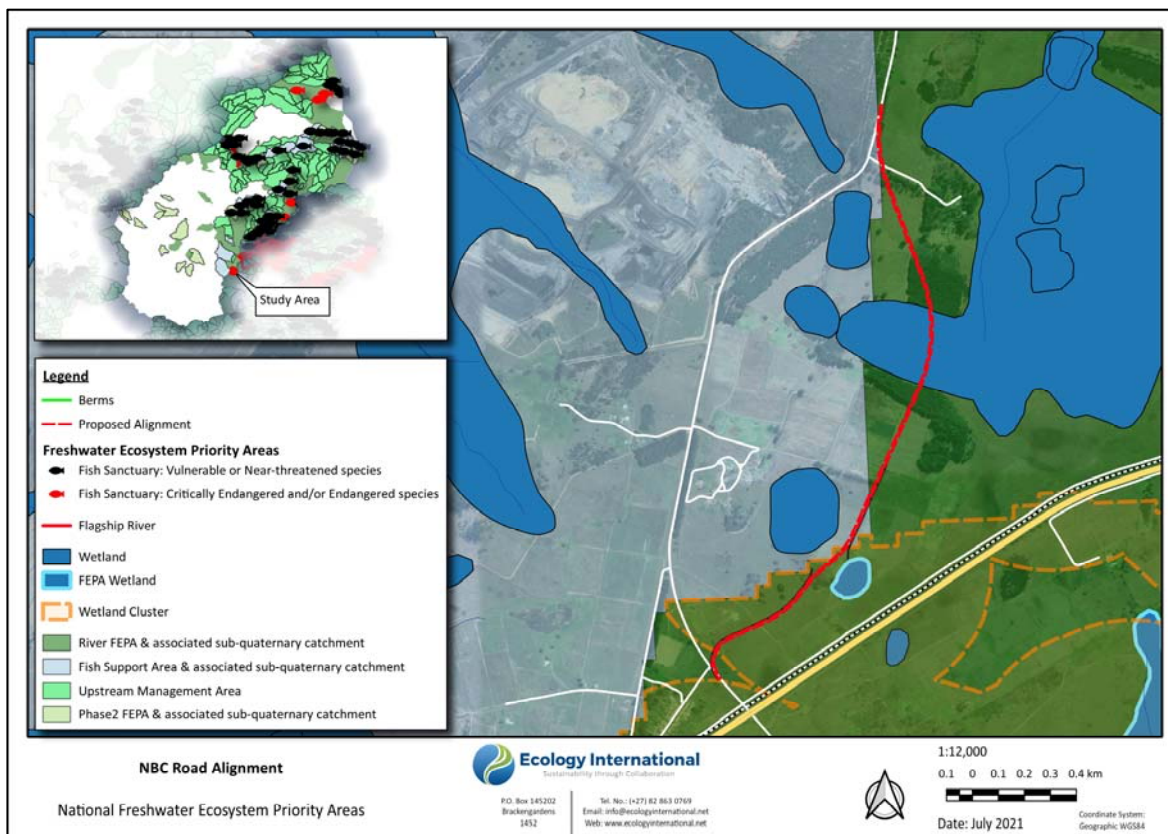 Study Area
Legend
Berms
Proposed Alignment
Freshwater Ecosystem Priority Areas
Fish Sanctuary: Vulnerable or Near-threatened species
Fish Sanctuary: Critically Endangered and/or Endangered species
Flagship River
Wetland
FEPA Wetland
Wetland Cluster
River FEPA & associated sub-quaternary catchment
Fish Support Area & associated sub-quaternary catchment
Upstream Management Area
Phase2 FEPA & associated sub-quaternary catchment
NBC Road Alignment
National Freshwater Ecosystem Priority Areas
Ecology International
Sustainability through Collaboration
P.O. Box 145202
Brackengardens
1452
Tel. No.: (+27) 82 863 0769
Email: info@ecologyinternational.net
Web: www.ecologyinternational.net
1:12,000
0.1 0 0.1 0.2 0.3 0.4 km
Date: July 2021
Coordinate System:
Geographic WGS84